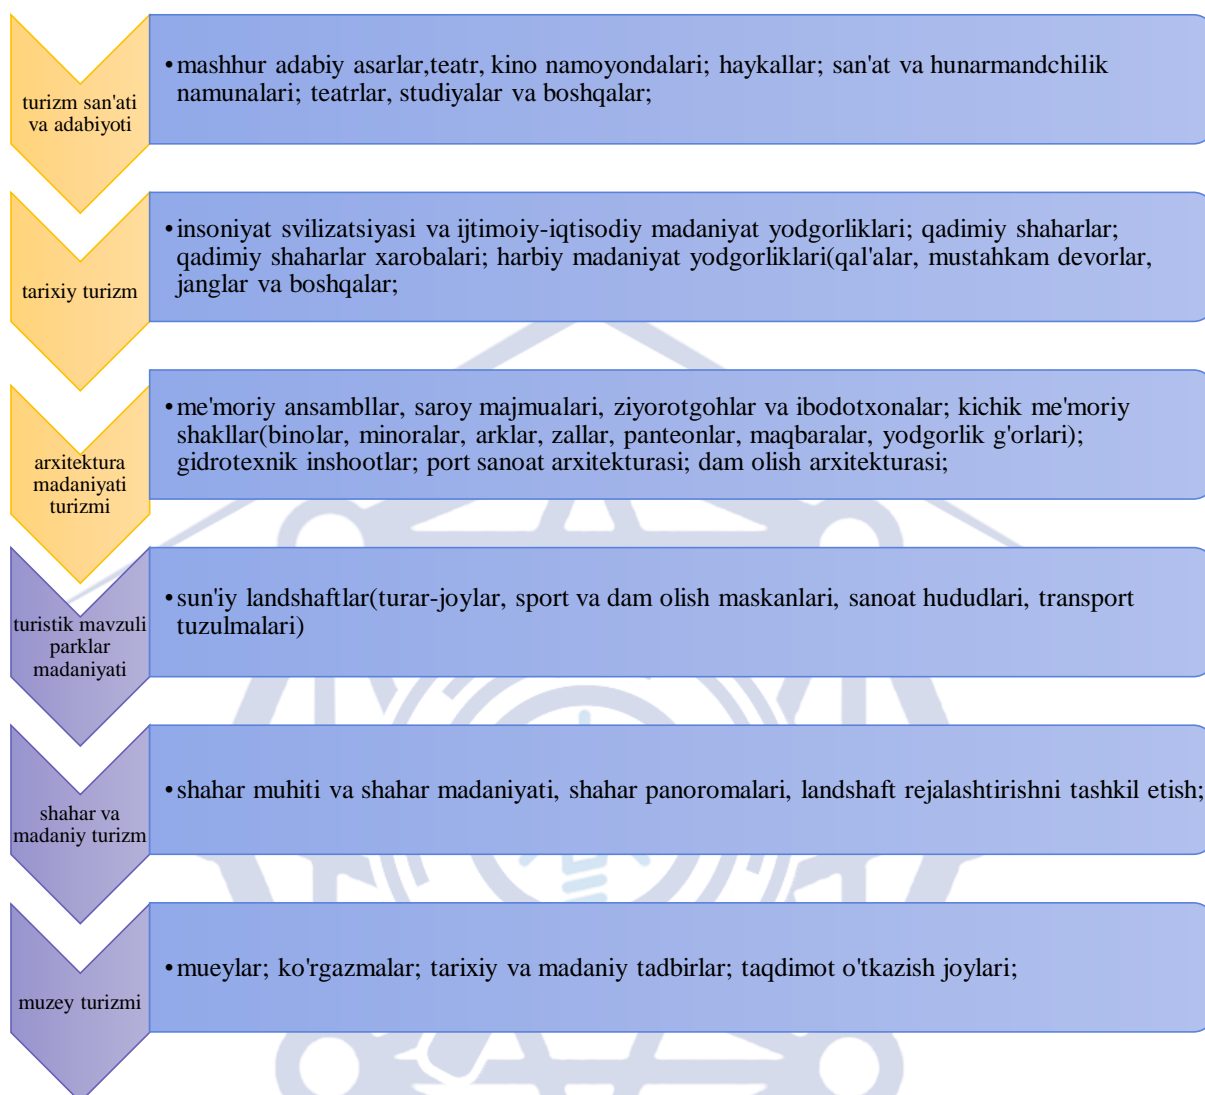 turizm san'ati
va adabiyoti
•mashhur adabiy asarlar,teatr, kino namoyondalari; haykallar; san'at va hunarmandchilik
namunalari; teatrlar, studiyalar va boshqalar;
tarixiy turizm
•insoniyat svilizatsiyasi va ijtimoiy-iqtisodiy madaniyat yodgorliklari; qadimiy shaharlar;
qadimiy shaharlar xarobalari; harbiy madaniyat yodgorliklari(qal'alar, mustahkam devorlar,
janglar va boshqalar;
arxitektura
madaniyati
turizmi
•me'moriy ansambllar, saroy majmualari, ziyorotgohlar va ibodotxonalar; kichik me'moriy
shakllar(binolar, minoralar, arklar, zallar, panteonlar, maqbaralar, yodgorlik g'orlari);
gidrotexnik inshootlar; port sanoat arxitekturasi; dam olish arxitekturasi;
turistik mavzuli
parklar
madaniyati
•sun'iy landshaftlar(turar-joylar, sport va dam olish maskanlari, sanoat hududlari, transport
tuzulmalari)
shahar va
madaniy turizm
•shahar muhiti va shahar madaniyati, shahar panoromalari, landshaft rejalashtirishni tashkil etish;
muzey turizmi
•mueylar; ko'rgazmalar; tarixiy va madaniy tadbirlar; taqdimot o'tkazish joylari;